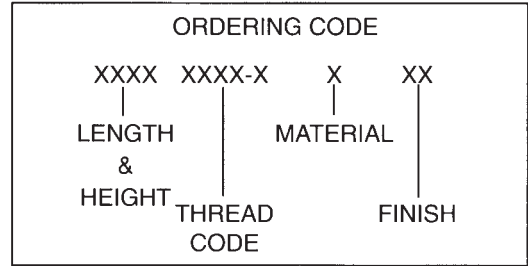 ORDERING CODE
XXXX XXXX-X X XX
LENGTH
&
HEIGHT
THREAD
CODE
MATERIAL
FINISH